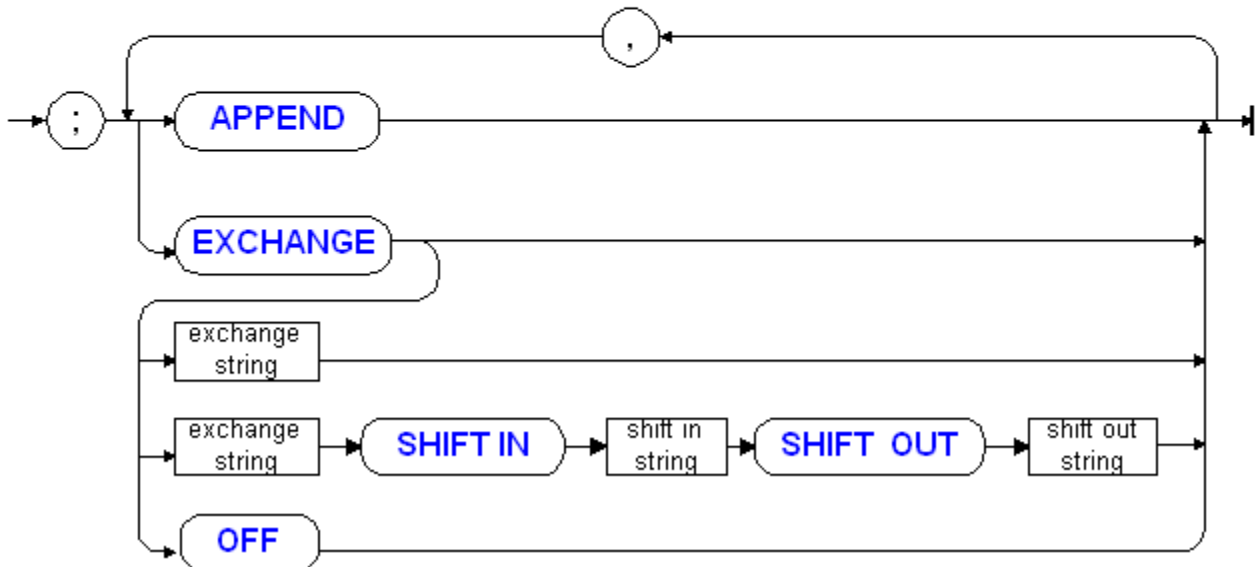 ,
;
APPEND
EXCHANGE
exchange
string
exchange
string
SHIFT IN
shift in
string
SHIFT OUT
shift out
string
OFF